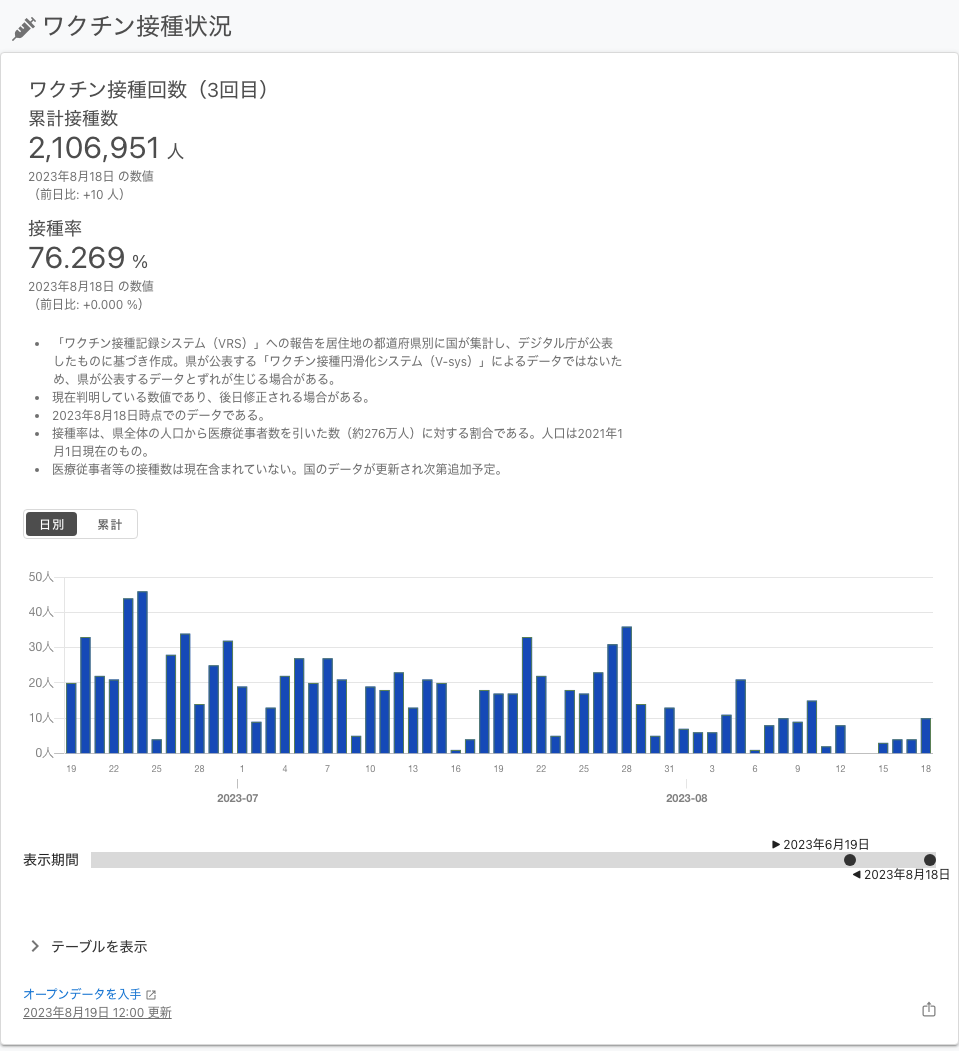 ワクチン接種状況
ワクチン接種回数（3回目）
累計接種数
2,106,951 人
2023年8月18日 の数値
（前日比: +10 人）
接種率
76.269 %
2023年8月18日 の数値
（前日比: +0.000 %）
• 「ワクチン接種記録システム（VRS）」への報告を居住地の都道府県別に国が集計し、デジタル庁が公表
したものに基づき作成。県が公表する「ワクチン接種円滑化システム（V-sys）」によるデータではないた
め、県が公表するデータとずれが生じる場合がある。
• 現在判明している数値であり、後日修正される場合がある。
• 2023年8月18日時点でのデータである。
• 接種率は、県全体の人口から医療従事者数を引いた数（約276万人）に対する割合である。人口は2021年1
月1日現在のもの。
• 医療従事者等の接種数は現在含まれていない。国のデータが更新され次第追加予定。
日別 累計
50人
40人
30人
20人
10人
0人
19 22 25 28 1 4 7 10 13 16 19 22 25 28 31 3 6 9 12 15 18
2023-07 2023-08
▶ 2023年6月19日
表示期間
◀ 2023年8月18日
テーブルを表示
オープンデータを入手
2023年8月19日 12:00 更新